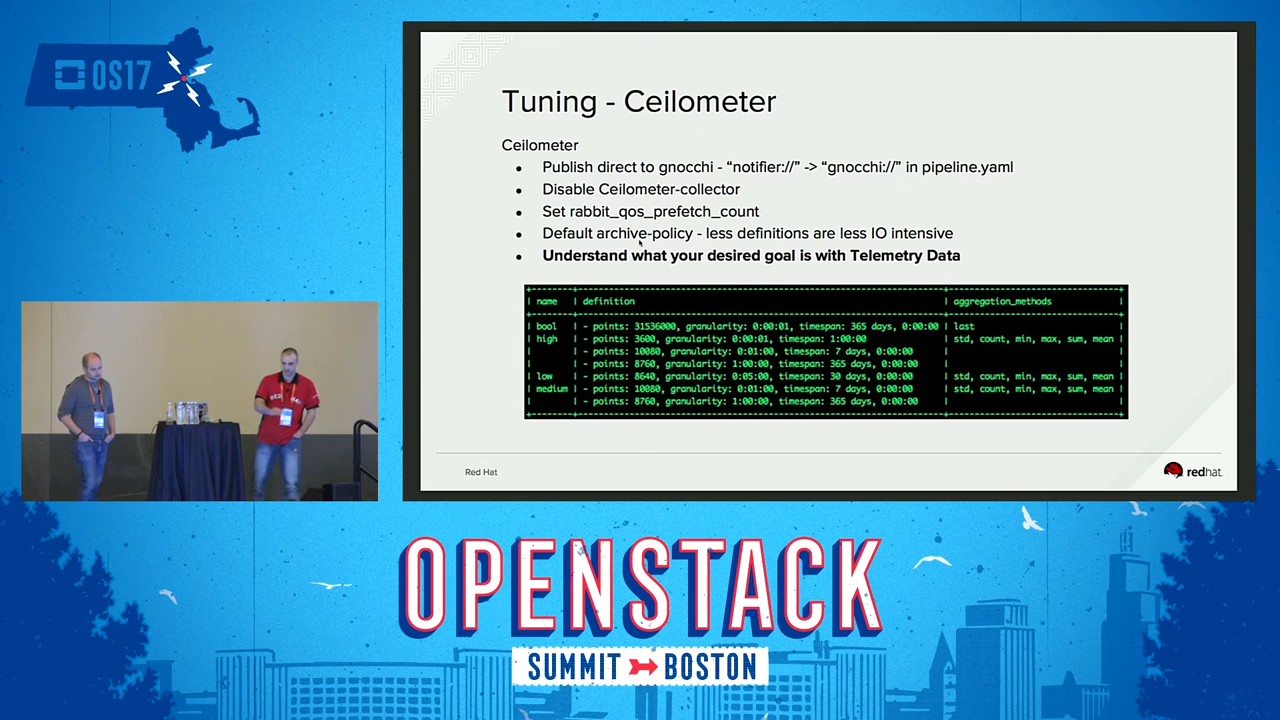 OS17
Tuning - Ceilometer
Ceilometer
• Publish direct to gnocchi - “notifier://” -> “gnocchi://” in pipeline.yaml
• Disable Ceilometer-collector
• Set rabbit_qos_prefetch_count
• Default archive-policy - less definitions are less IO intensive
• Understand what your desired goal is with Telemetry Data
| name | definition | aggregation_methods |
| bool | - points: 31536000, granularity: 0:00:01, timespan: 365 days, 0:00:00 | last |
| high | - points: 3600, granularity: 0:00:01, timespan: 1:00:00 | std, count, min, max, sum, mean |
| | - points: 10080, granularity: 0:01:00, timespan: 7 days, 0:00:00 | |
| | - points: 8760, granularity: 1:00:00, timespan: 365 days, 0:00:00 | |
| low | - points: 8640, granularity: 0:05:00, timespan: 30 days, 0:00:00 | std, count, min, max, sum, mean |
| medium | - points: 10080, granularity: 0:01:00, timespan: 7 days, 0:00:00 | std, count, min, max, sum, mean |
| | - points: 8760, granularity: 1:00:00, timespan: 365 days, 0:00:00 | |
Red Hat
redhat
OPENSTACK
SUMMIT BOSTON